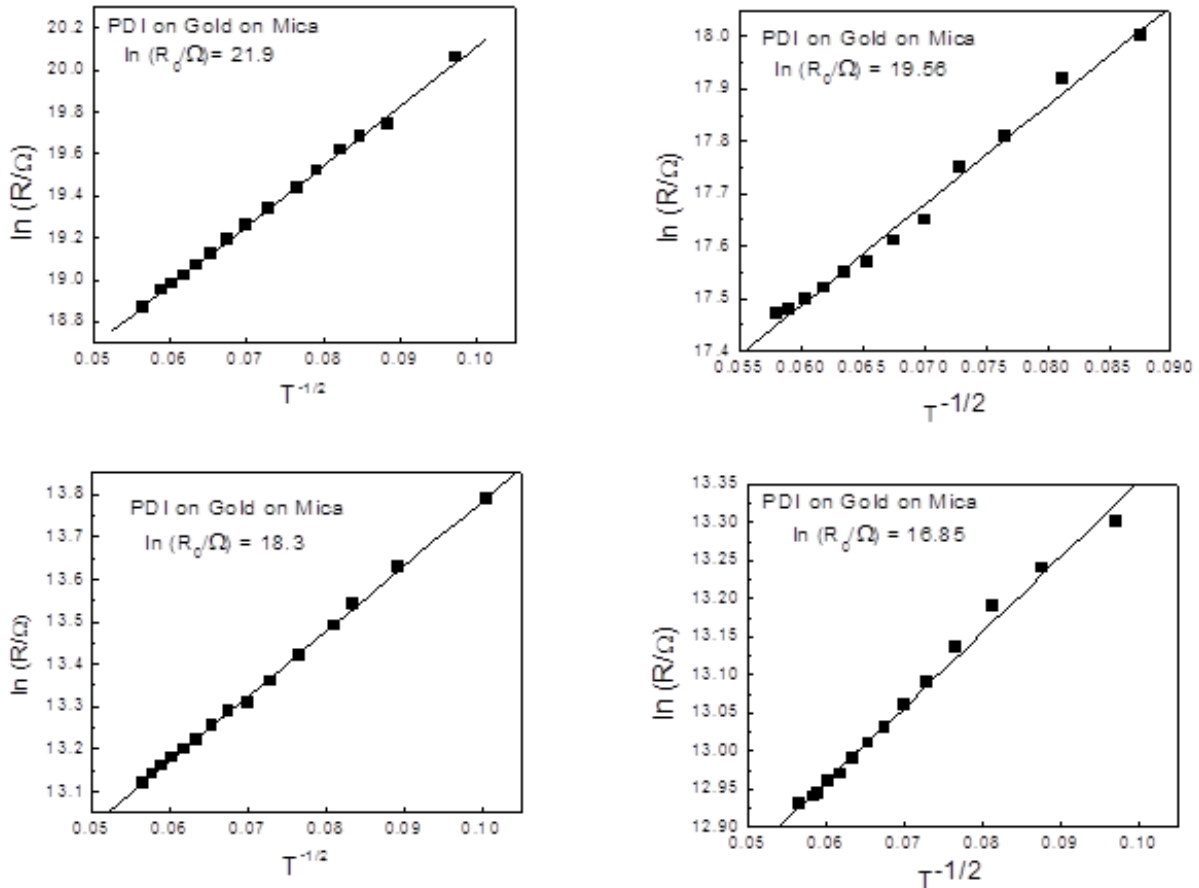 PDI on Gold on Mica
ln (R0/Ω)= 21.9
20.2
20.0
19.8
19.6
19.4
19.2
19.0
18.8
ln (R/Ω)
0.05 0.06 0.07 0.08 0.09 0.10
T-1/2
PDI on Gold on Mica
ln (R0/Ω) = 19.56
18.0
17.9
17.8
17.7
17.6
17.5
17.4
ln (R/Ω)
0.055 0.060 0.065 0.070 0.075 0.080 0.085 0.090
T-1/2
PDI on Gold on Mica
ln (R0/Ω) = 18.3
13.8
13.7
13.6
13.5
13.4
13.3
13.2
13.1
ln (R/Ω)
0.05 0.06 0.07 0.08 0.09 0.10
T-1/2
PDI on Gold on Mica
ln (R0/Ω) = 16.85
13.35
13.30
13.25
13.20
13.15
13.10
13.05
13.00
12.95
12.90
ln (R/Ω)
0.05 0.06 0.07 0.08 0.09 0.10
T-1/2